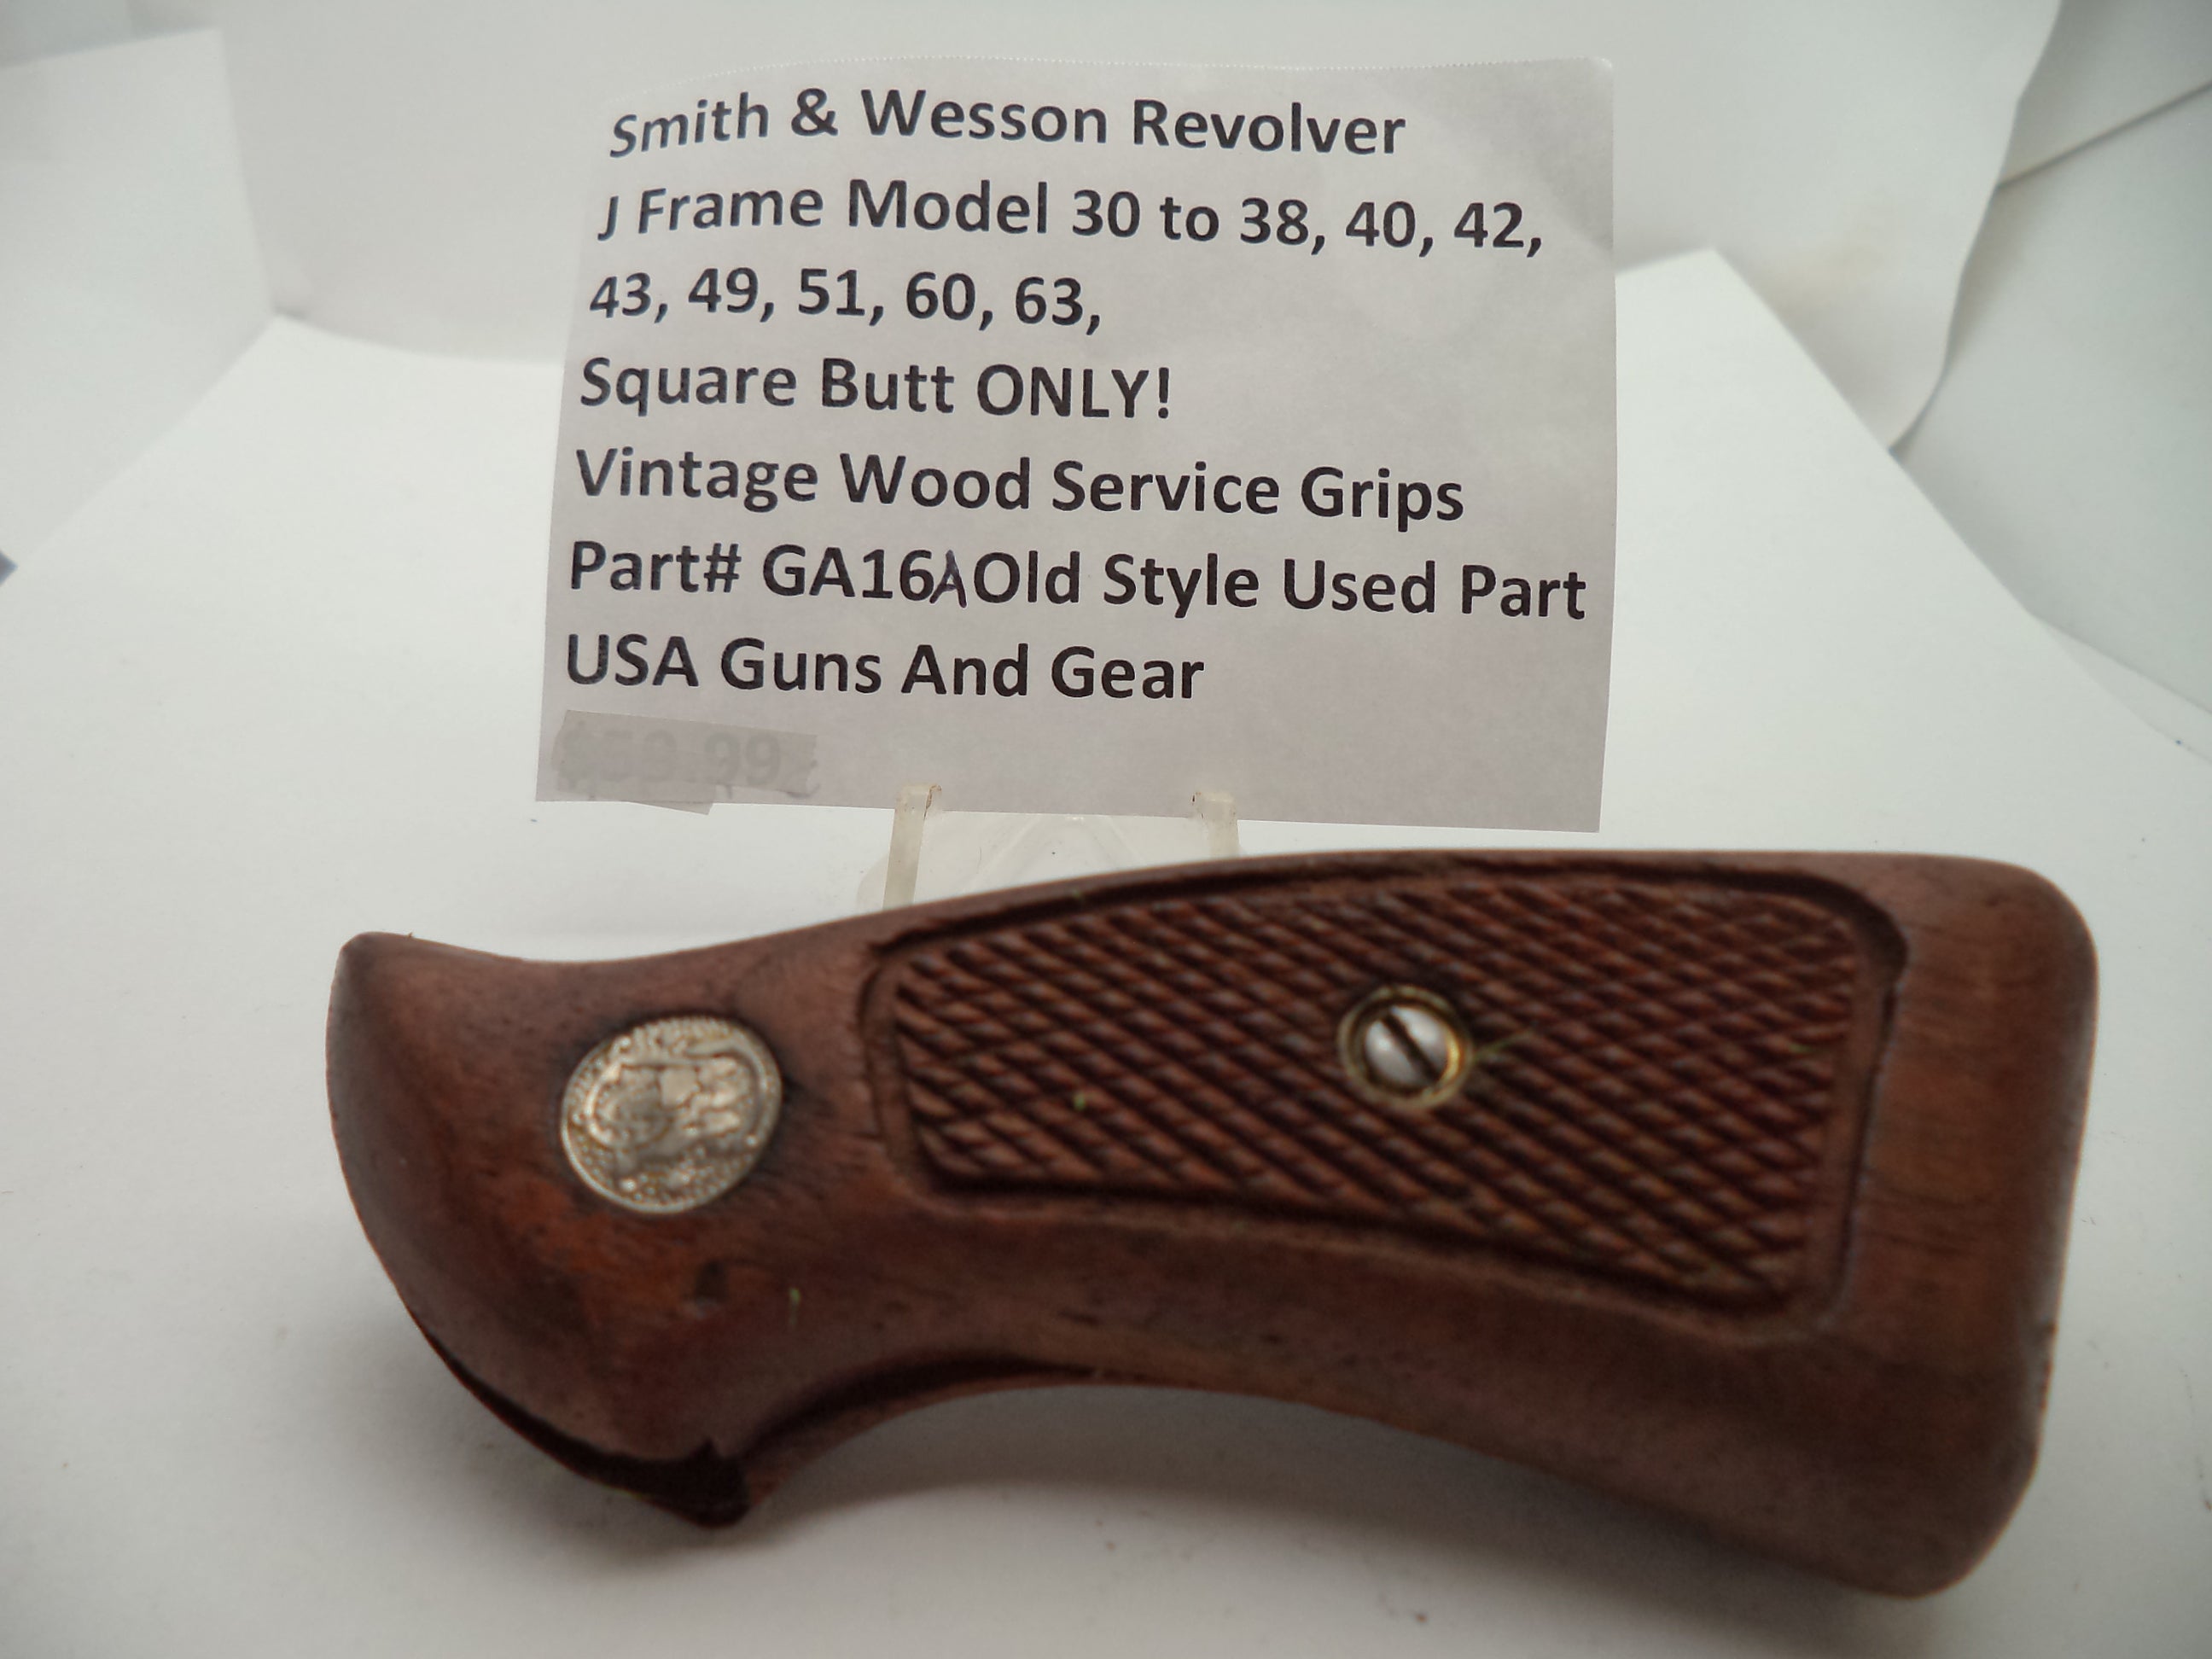 Smith & Wesson Revolver
J Frame Model 30 to 38, 40, 42,
43, 49, 51, 60, 63,
Square Butt ONLY!
Vintage Wood Service Grips
Part# GA16A Old Style Used Part
USA Guns And Gear